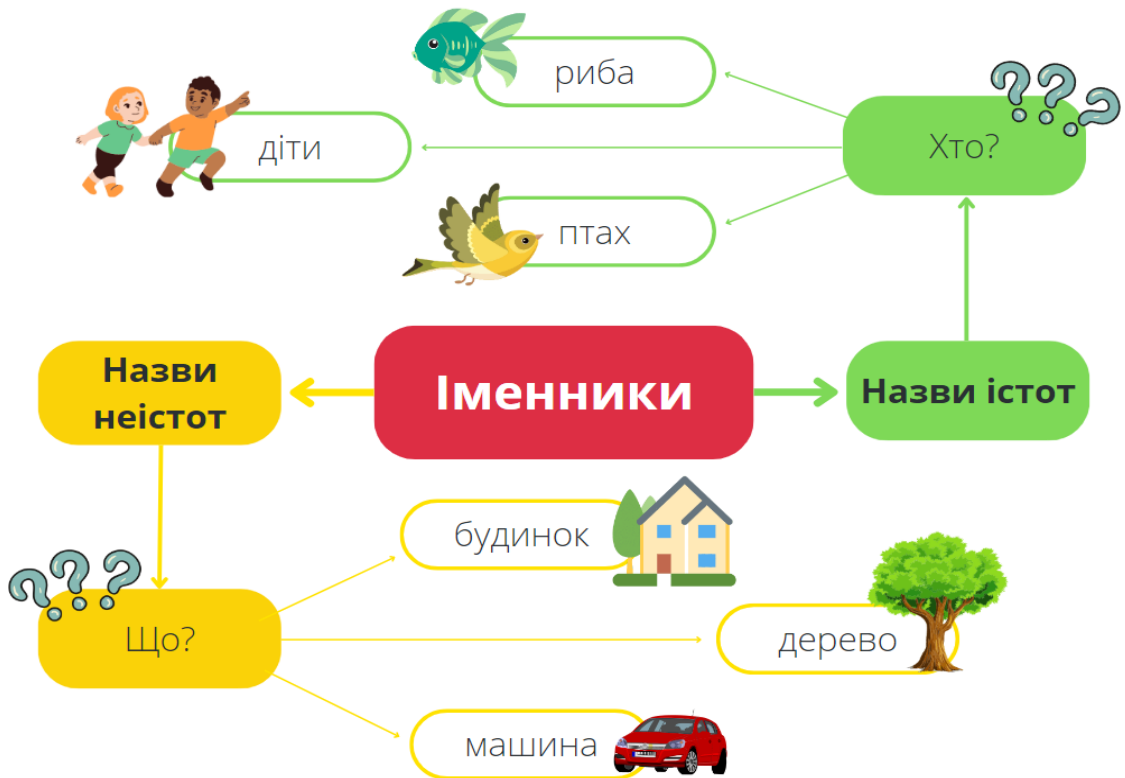 риба
Хто?
діти
птах
Назви
неістот
Іменники
Назви істот
будинок
Що?
дерево
машина